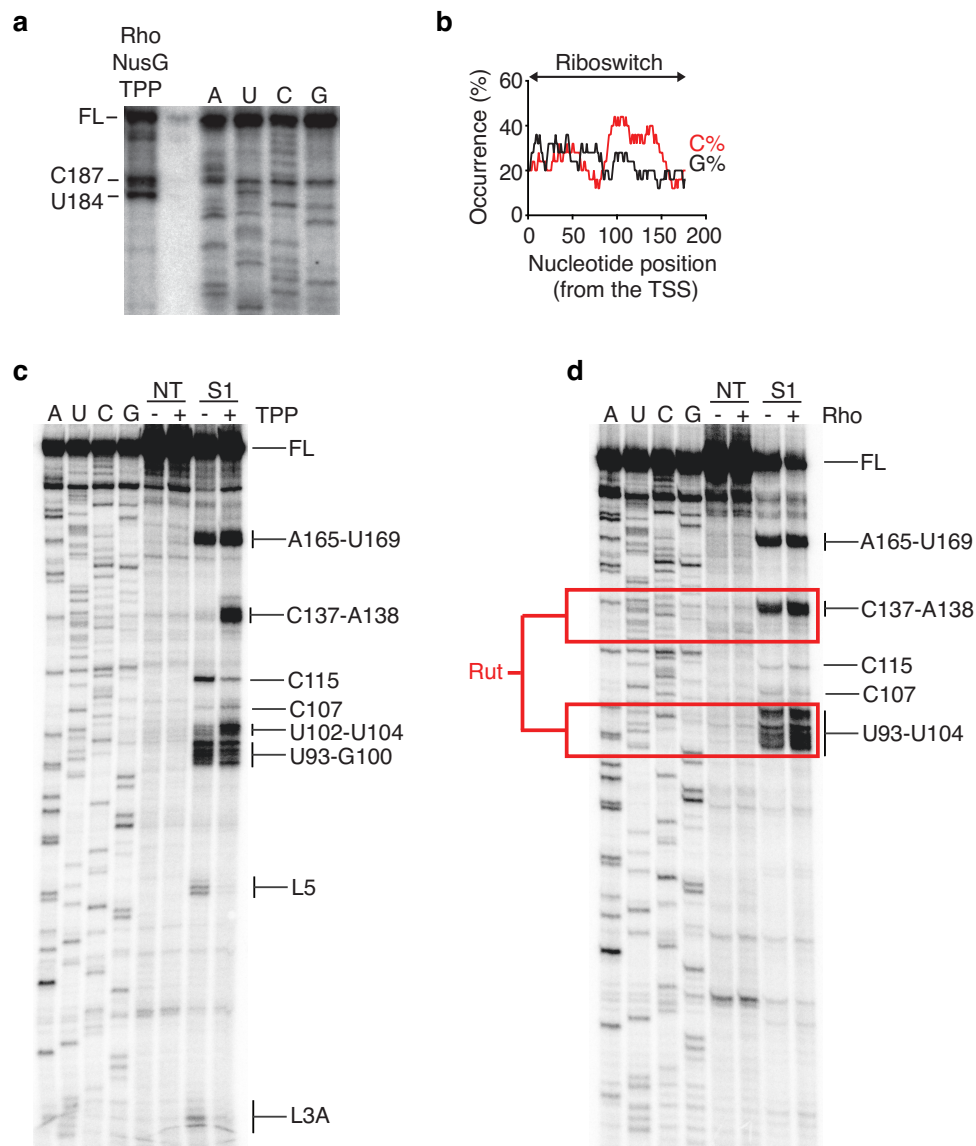 a
Rho
NusG
TPP
A U C G
FL
C187
U184
b
Riboswitch
60
40
20
0
Occurrence (%)
C%
G%
0 50 100 150 200
Nucleotide position
(from the TSS)
c
NT S1
A U C G - + - + TPP
FL
A165-U169
C137-A138
C115
C107
U102-U104
U93-G100
L5
L3A
d
NT S1
A U C G - + - + Rho
FL
A165-U169
C137-A138
Rut
C115
C107
U93-U104